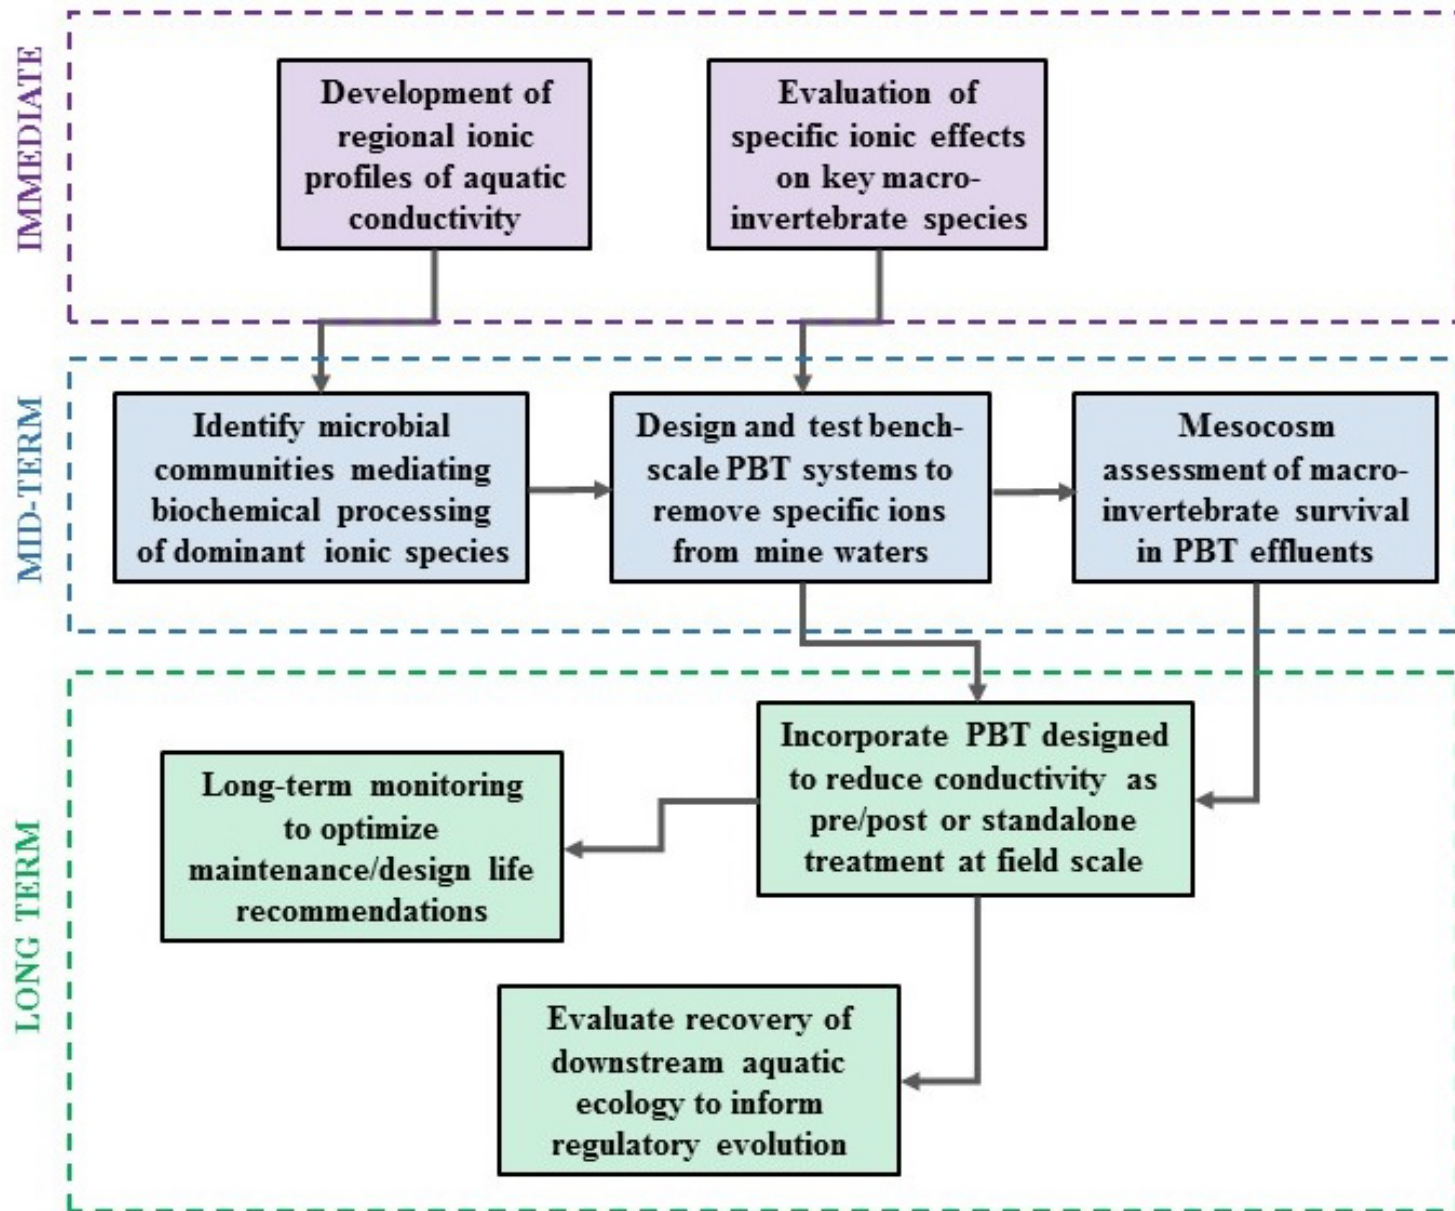 IMMEDIATE
Development of
regional ionic
profiles of aquatic
conductivity
Evaluation of
specific ionic effects
on key macro-
invertebrate species
MID-TERM
Identify microbial
communities mediating
biochemical processing
of dominant ionic species
Design and test bench-
scale PBT systems to
remove specific ions
from mine waters
Mesocosm
assessment of macro-
invertebrate survival
in PBT effluents
LONG TERM
Incorporate PBT designed
to reduce conductivity as
pre/post or standalone
treatment at field scale
Long-term monitoring
to optimize
maintenance/design life
recommendations
Evaluate recovery of
downstream aquatic
ecology to inform
regulatory evolution